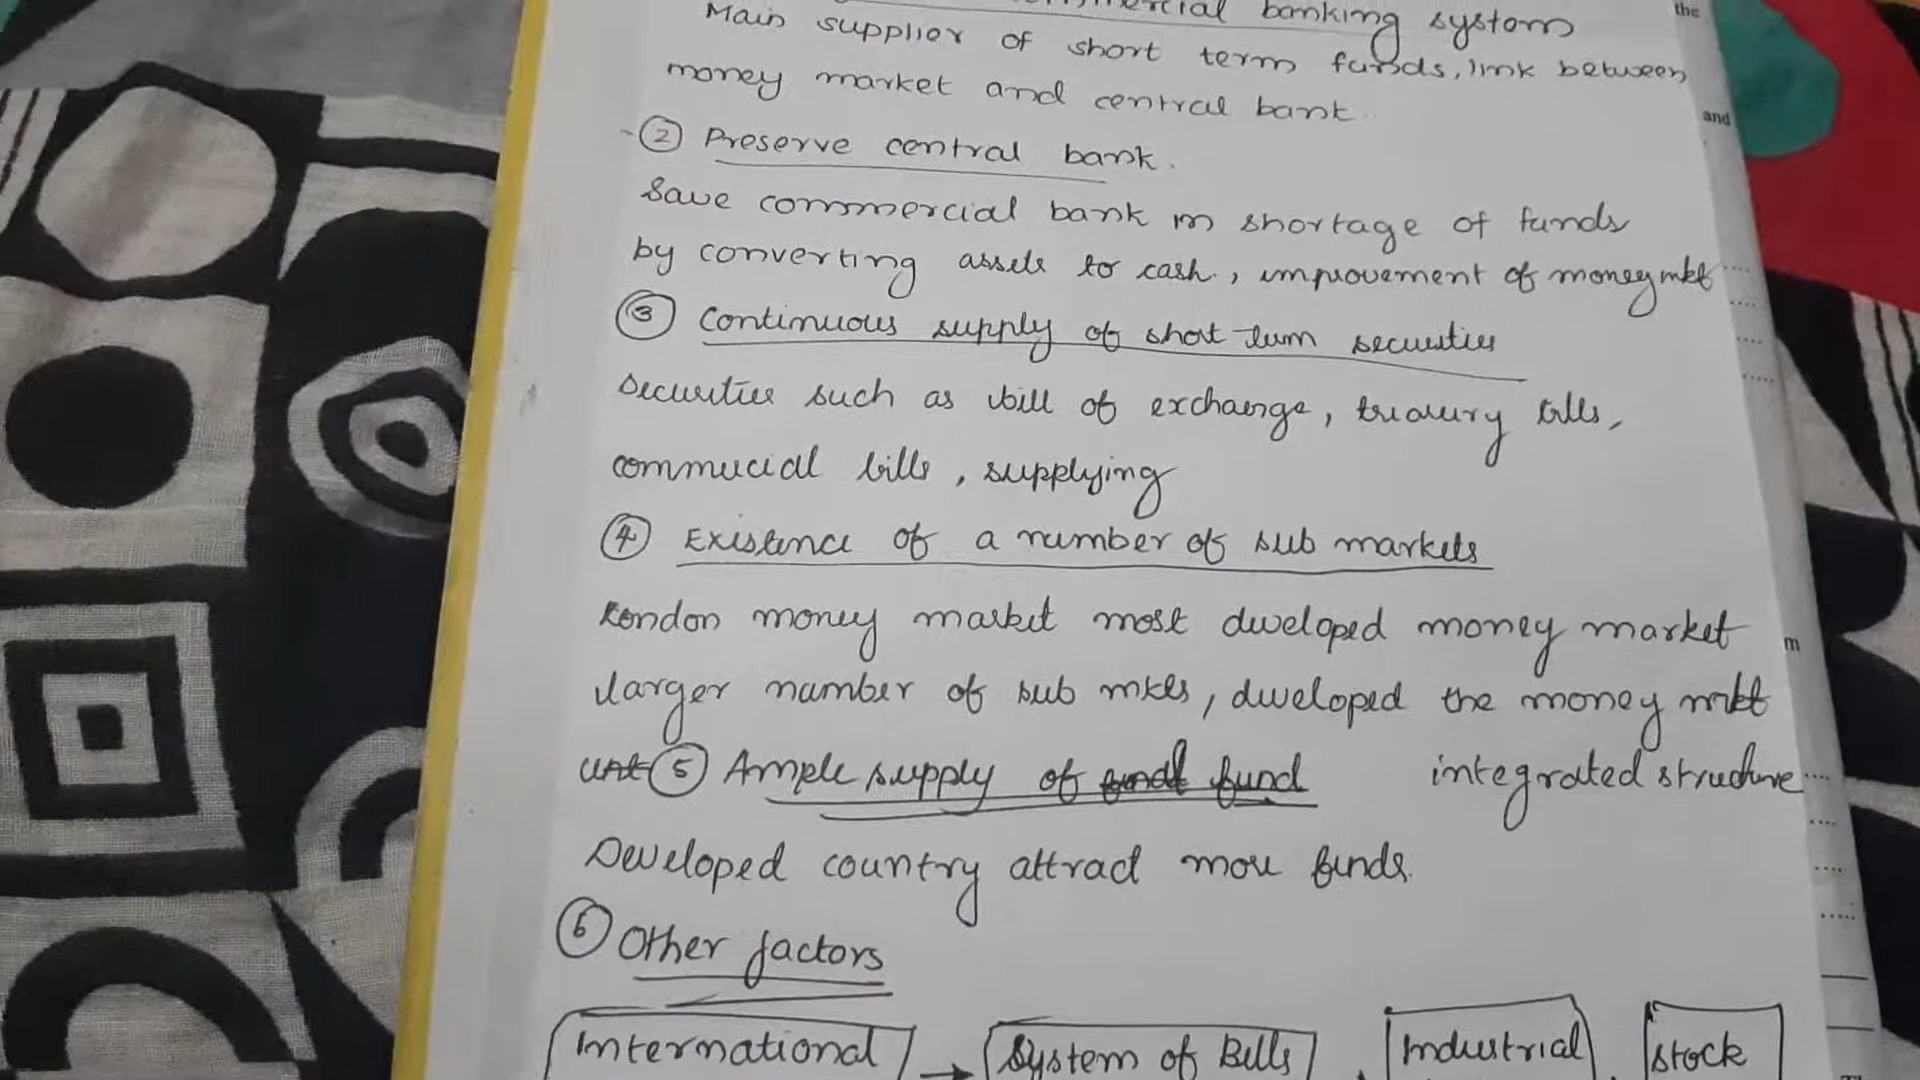 banking system
Main supplier of short term funds, link between
money market and central bank
② Preserve central bank.
Save commercial bank in shortage of funds
by converting assets to cash, improvement of money mkt
③ Continuous supply of short term securities
Securities such as bill of exchange, treasury bills,
commercial bills, supplying
④ Existence of a number of sub markets
London money market most developed money market
larger number of sub mkts, developed the money mkt
integrated structure
⑤ Ample supply of fund
Developed country attract more funds.
⑥ Other factors
International → System of Bills Industrial Stock
the
and
m